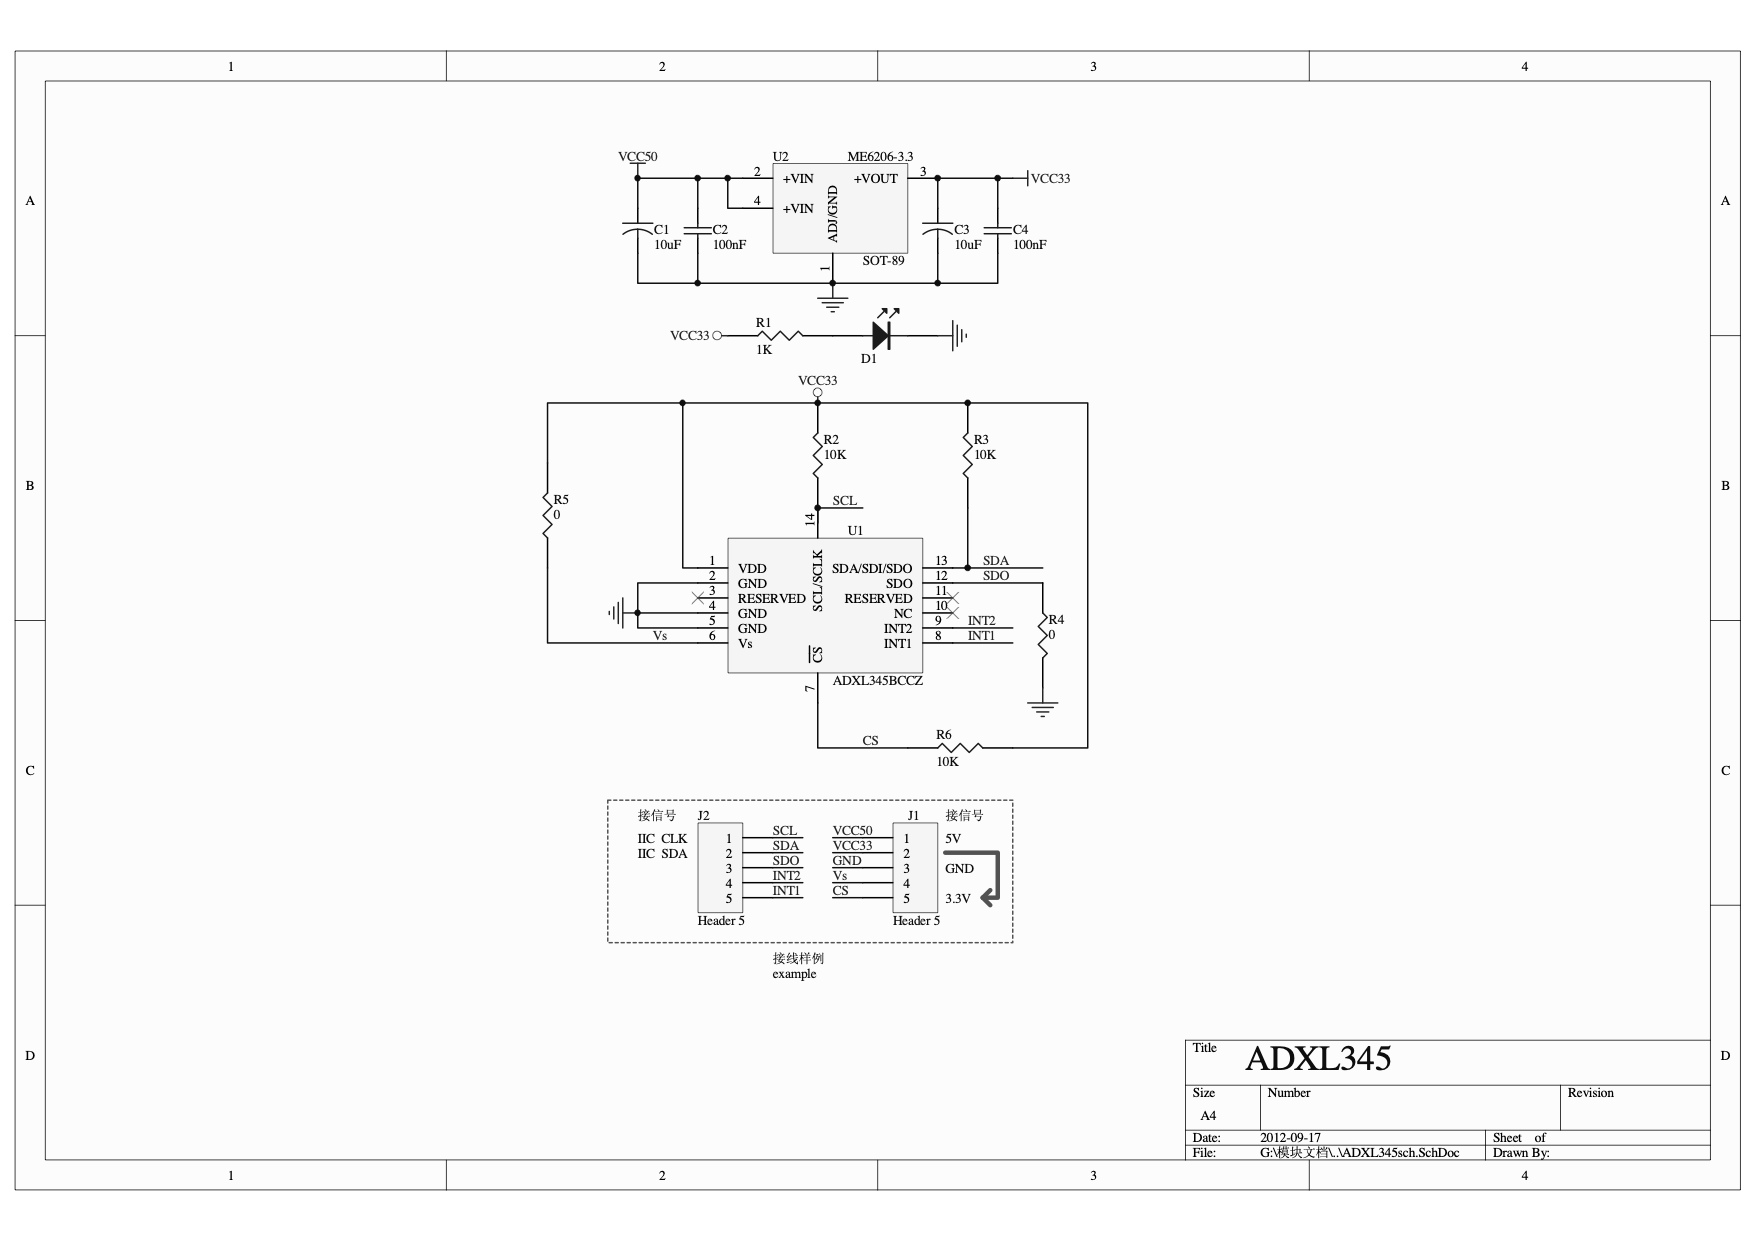 1 2 3 4
A A
VCC50
U2 ME6206-3.3
2 +VIN +VOUT 3 VCC33
4 +VIN
ADJ/GND
C1 C2 C3 C4
10uF 100nF 10uF 100nF
SOT-89
1
R1
VCC33
1K
D1
VCC33
R2 R3
10K 10K
B B
R5
0
SCL
14
U1
SCL/SCLK
1 VDD SDA/SDI/SDO 13 SDA
2 GND SDO 12 SDO
3 RESERVED RESERVED 11
4 GND NC 10
5 GND INT2 9 INT2
Vs 6 Vs INT1 8 INT1
R4
0
CS
7
ADXL345BCCZ
CS R6
10K
C C
接信号 J2 J1 接信号
IIC CLK 1 SCL VCC50 1 5V
IIC SDA 2 SDA VCC33 2
3 SDO GND 3 GND
4 INT2 Vs 4
5 INT1 CS 5 3.3V
Header 5 Header 5
接线样例
example
D D
Title ADXL345
Size Number Revision
A4
Date: 2012-09-17 Sheet of
File: G:\模块文档\..\ADXL345sch.SchDoc Drawn By:
1 2 3 4